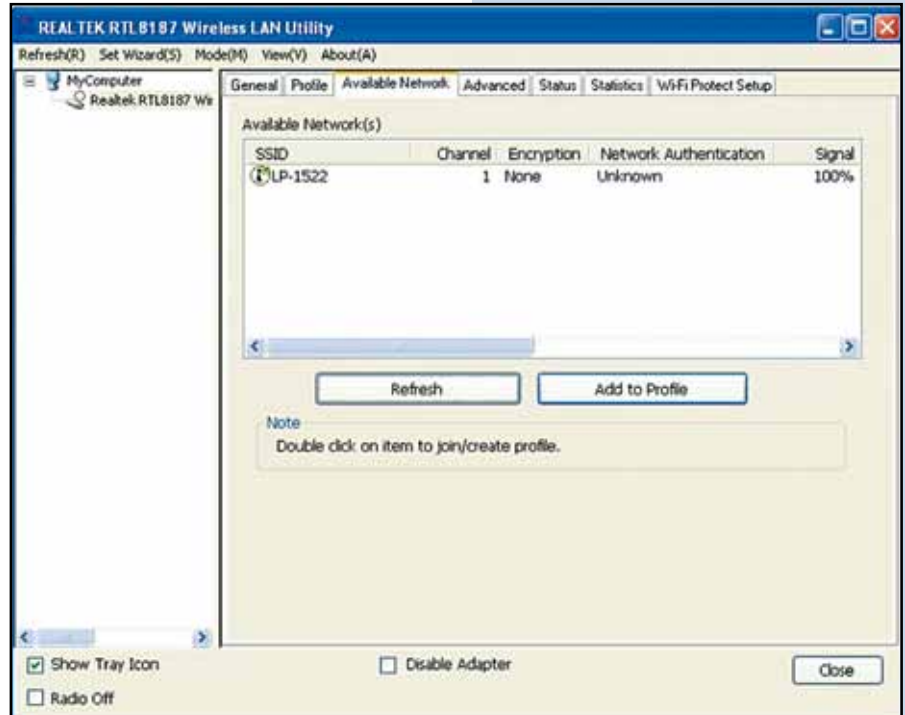 REALTEK RTL8187 Wireless LAN Utility
Refresh(R) Set Wizard(S) Mode(M) View(V) About(A)
MyComputer
Realtek RTL8187 Wir
General Profile Available Network Advanced Status Statistics Wi-Fi Protect Setup
Available Network(s)
SSID Channel Encryption Network Authentication Signal
LP-1522 1 None Unknown 100%
Refresh Add to Profile
Note
Double click on item to join/create profile.
Show Tray Icon Disable Adapter Close
Radio Off